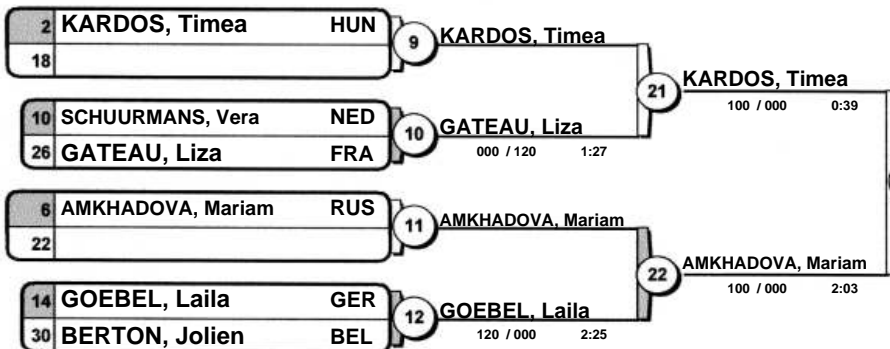 2 KARDOS, Timea HUN
18
9
KARDOS, Timea
10 SCHUURMANS, Vera NED
26 GATEAU, Liza FRA
10
GATEAU, Liza
000 / 120 1:27
21
KARDOS, Timea
100 / 000 0:39
6 AMKHADOVA, Mariam RUS
22
11
AMKHADOVA, Mariam
14 GOEBEL, Laila GER
30 BERTON, Jolien BEL
12
GOEBEL, Laila
120 / 000 2:25
22
AMKHADOVA, Mariam
100 / 000 2:03